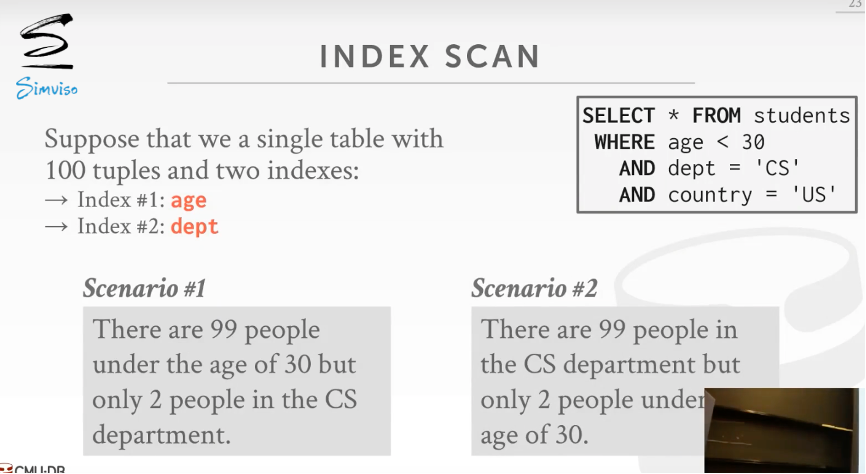 23
Simviso
INDEX SCAN
SELECT * FROM students
WHERE age < 30
AND dept = 'CS'
AND country = 'US'
Suppose that we a single table with
100 tuples and two indexes:
→ Index #1: age
→ Index #2: dept
Scenario #1
There are 99 people
under the age of 30 but
only 2 people in the CS
department.
Scenario #2
There are 99 people in
the CS department but
only 2 people under
age of 30.
CMU·DB